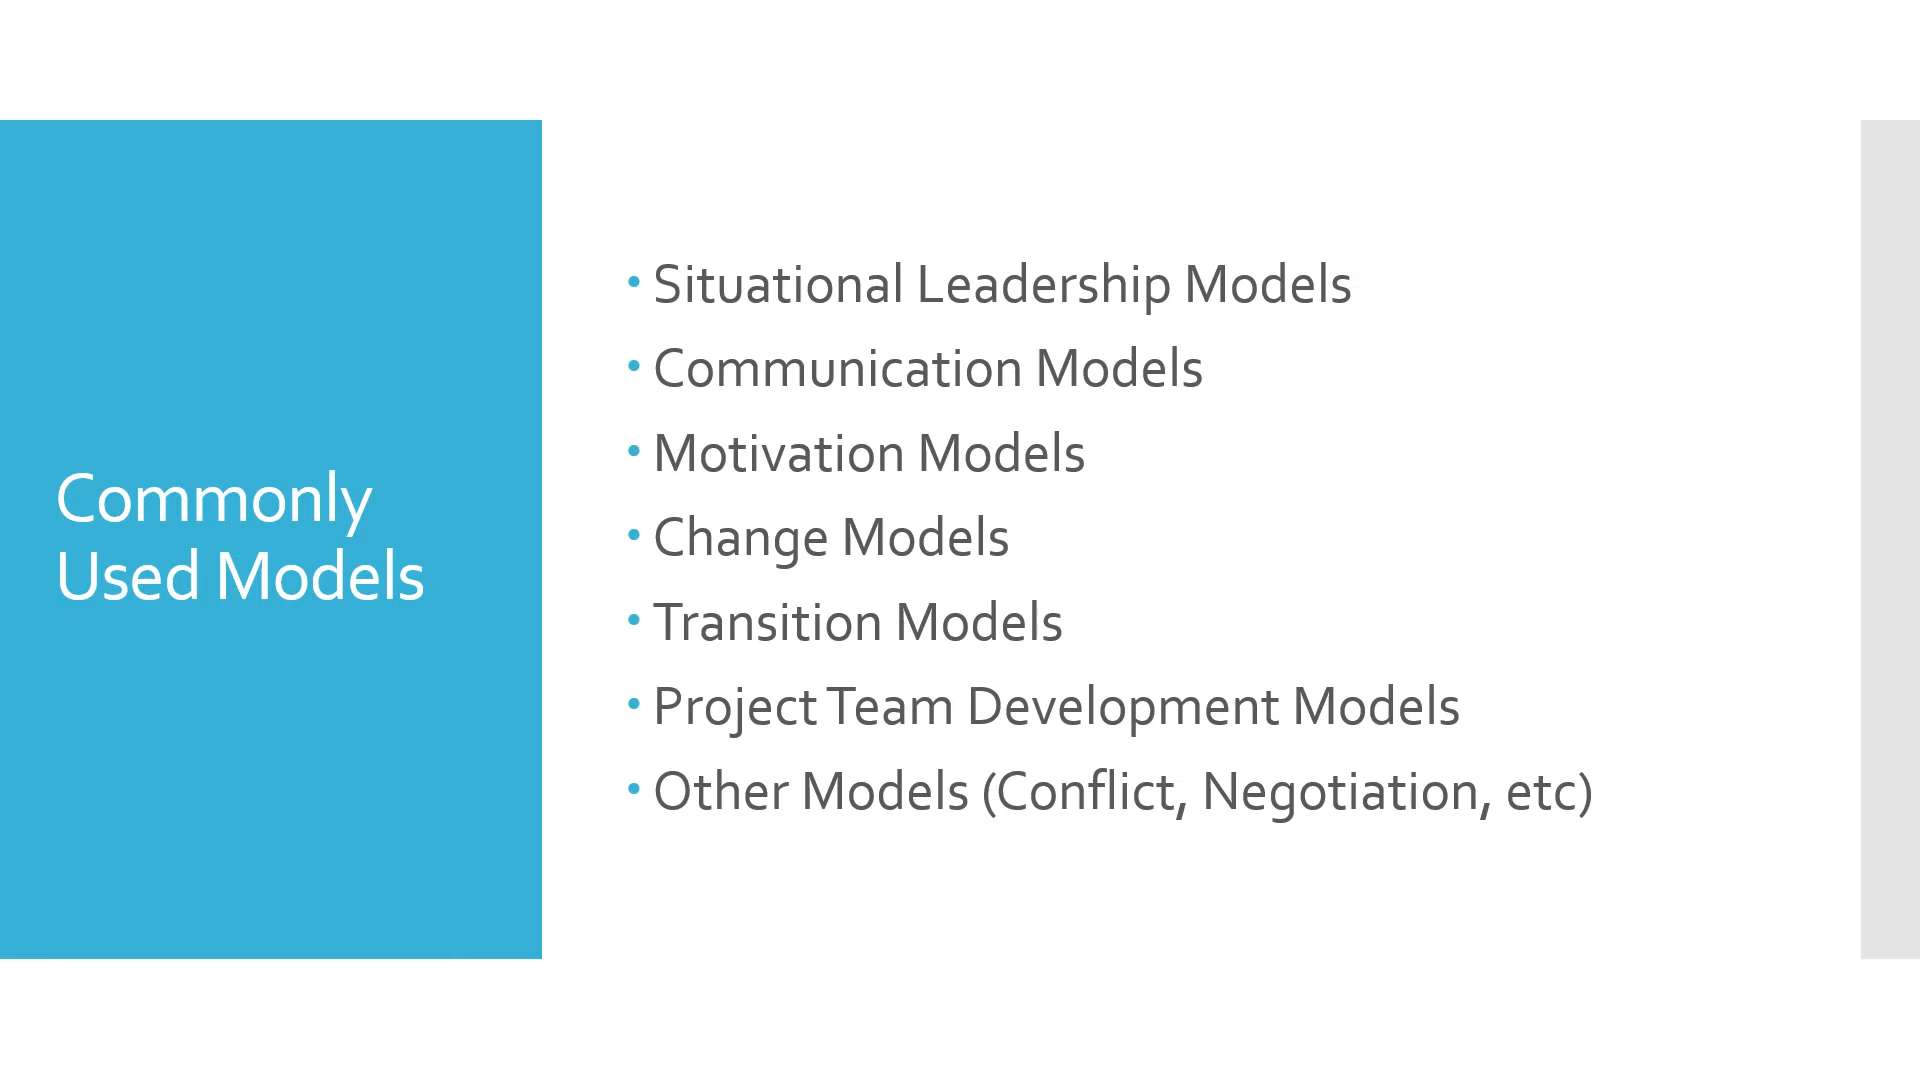 Commonly
Used Models
• Situational Leadership Models
• Communication Models
• Motivation Models
• Change Models
• Transition Models
• Project Team Development Models
• Other Models (Conflict, Negotiation, etc)